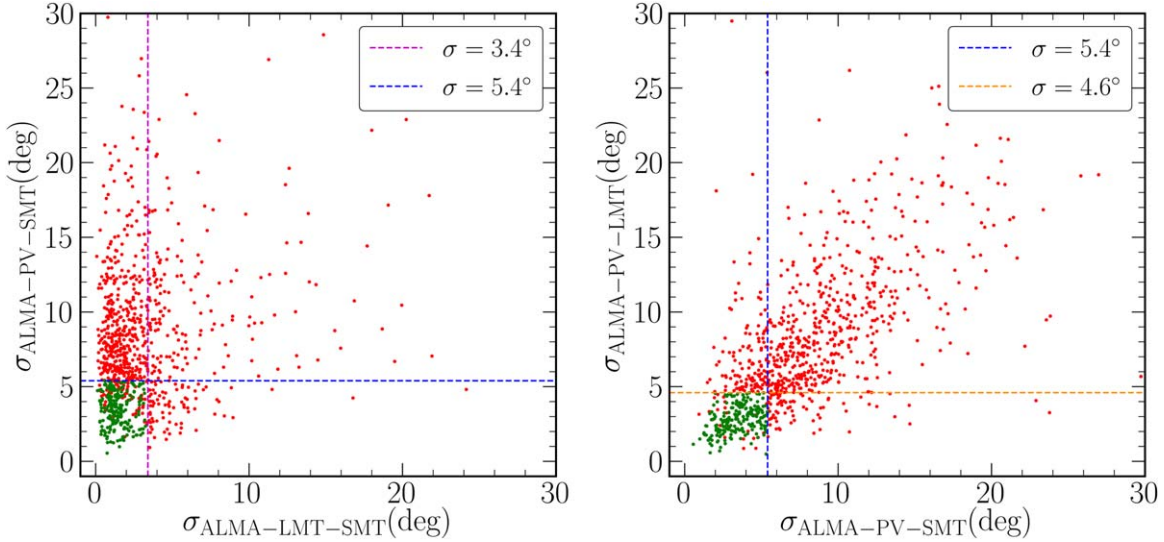 σ = 3.4°
σ = 5.4°
30
25
20
15
10
5
0
σALMA−PV−SMT(deg)
0 10 20 30
σALMA−LMT−SMT(deg)
σ = 5.4°
σ = 4.6°
30
25
20
15
10
5
0
σALMA−PV−LMT(deg)
0 10 20 30
σALMA−PV−SMT(deg)